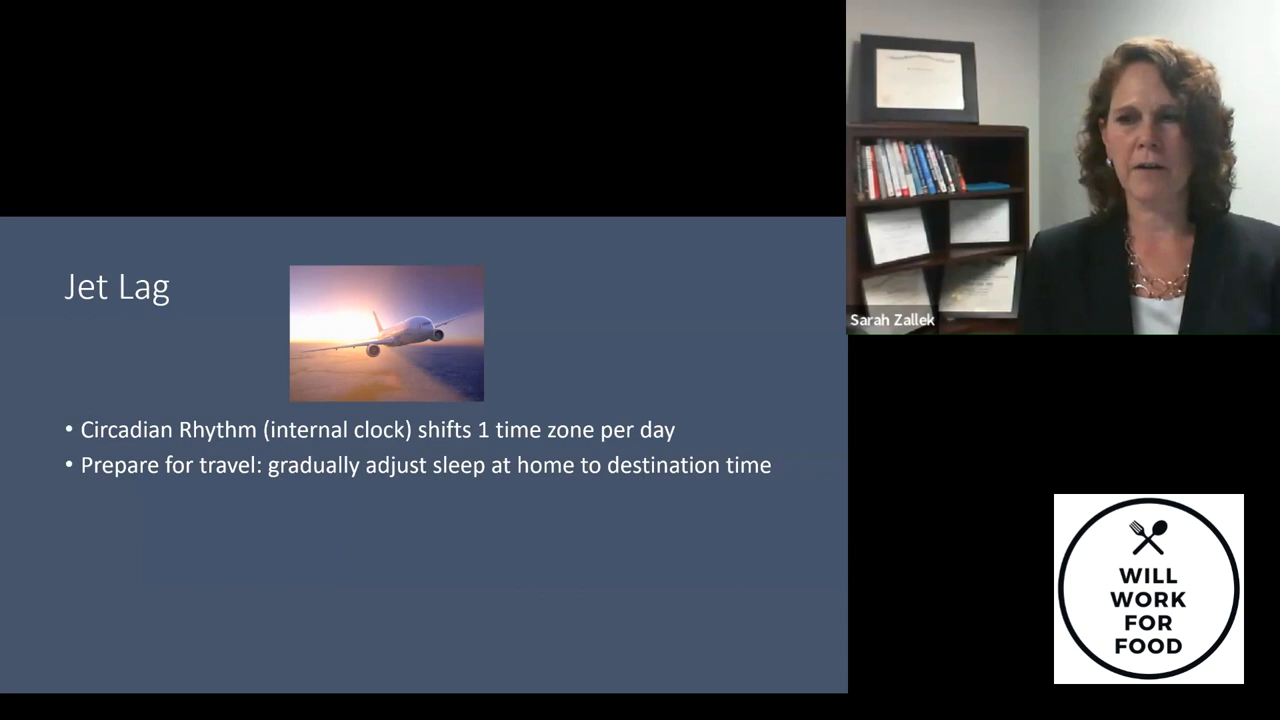 Jet Lag
• Circadian Rhythm (internal clock) shifts 1 time zone per day
• Prepare for travel: gradually adjust sleep at home to destination time
Sarah Zallek
WILL
WORK
FOR
FOOD